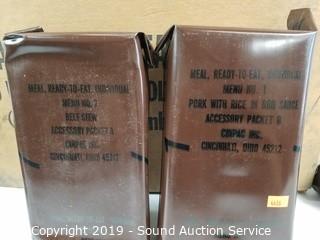 MEAL, READY-TO-EAT, INDIVIDUAL
MENU NO. 7
BEEF STEW
ACCESSORY PACKET A
CINPAC INC.
CINCINNATI, OHIO 45212
MEAL, READY-TO-EAT, INDIVIDUAL
MENU NO. 1
PORK WITH RICE IN BBQ SAUCE
ACCESSORY PACKET B
CINPAC INC.
CINCINNATI, OHIO 45212
Copyright 2019 - Sound Auction Service